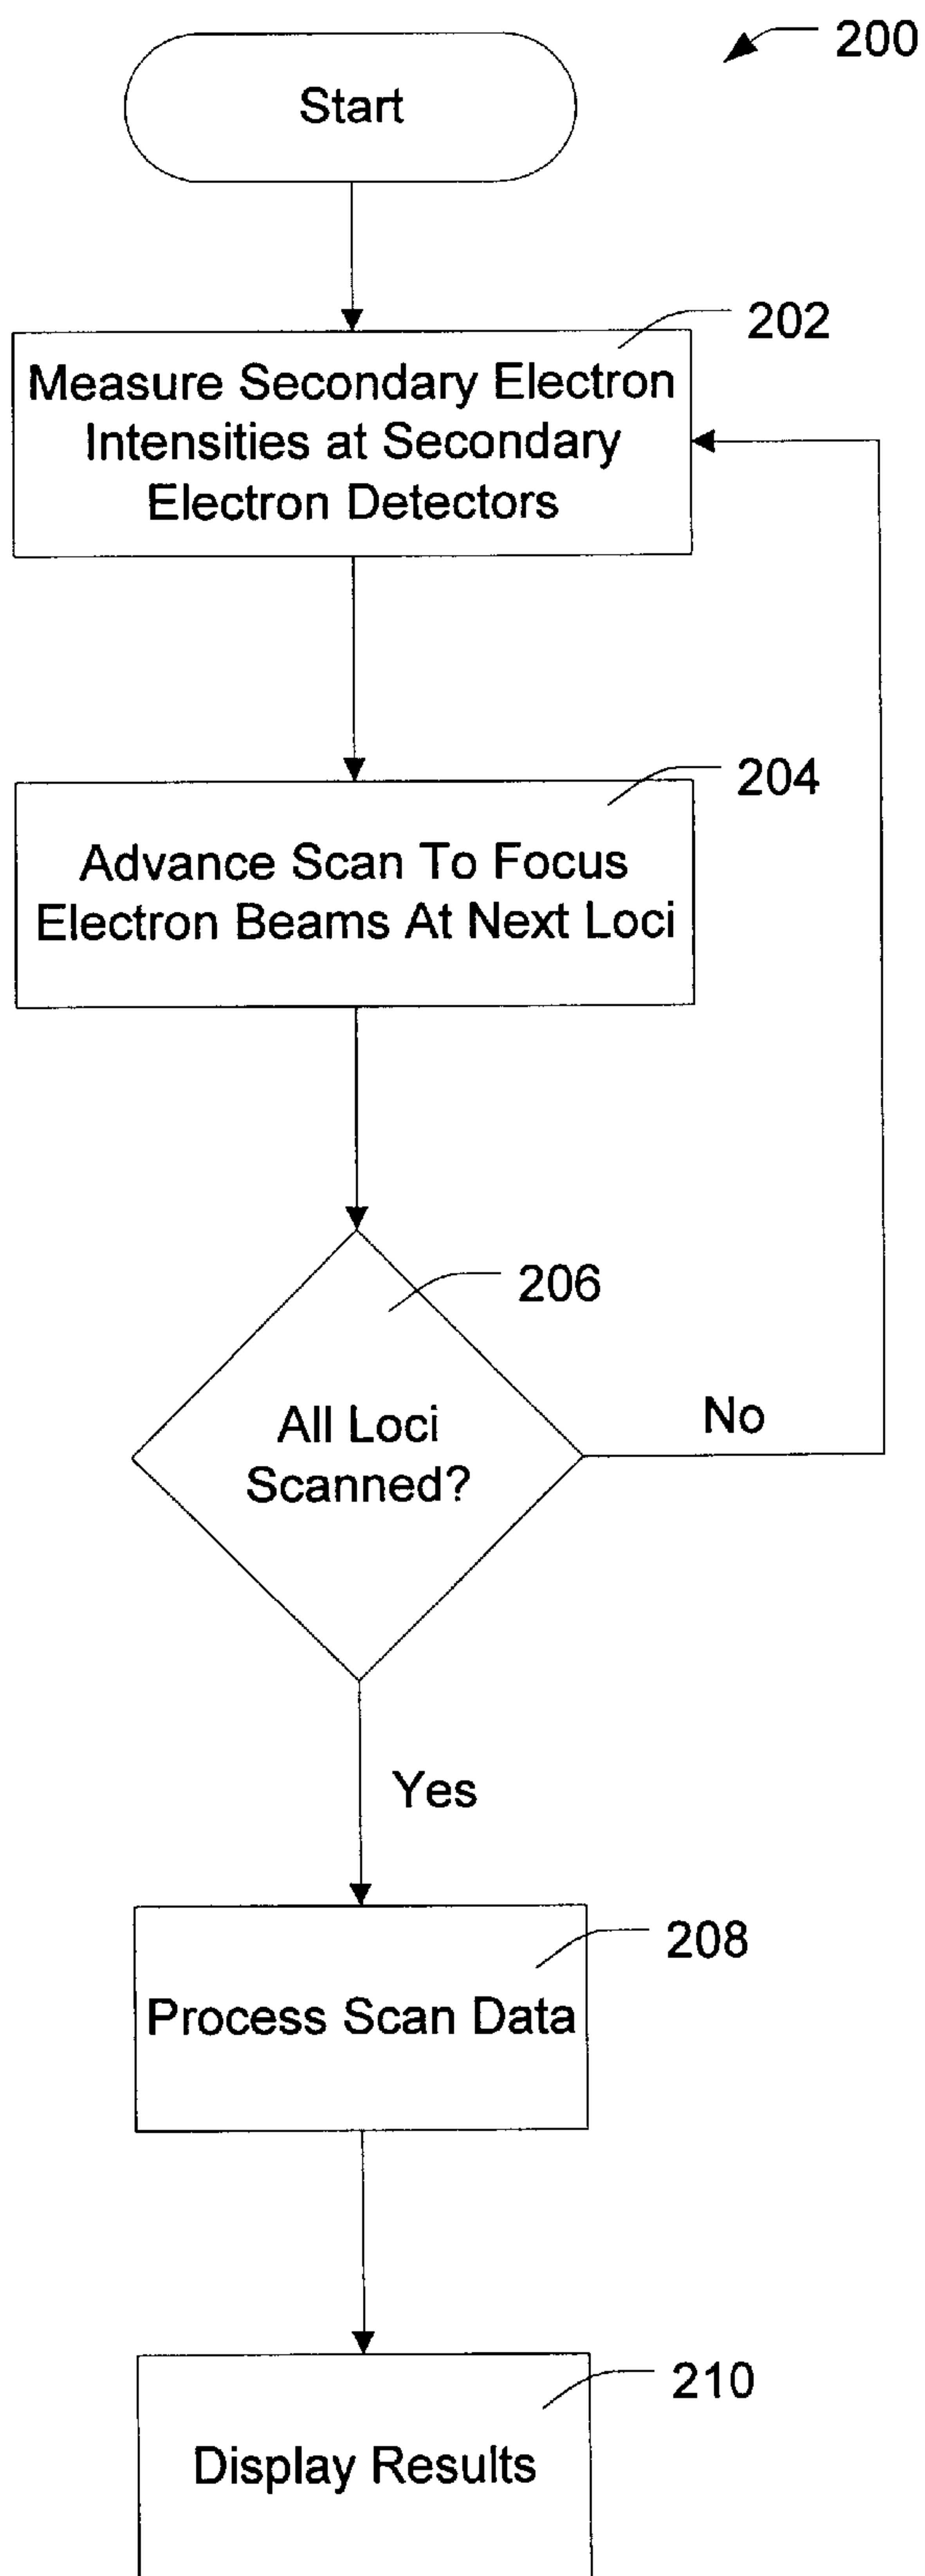 200
Start
202
Measure Secondary Electron
Intensities at Secondary
Electron Detectors
204
Advance Scan To Focus
Electron Beams At Next Loci
206
All Loci
Scanned?
No
Yes
208
Process Scan Data
210
Display Results